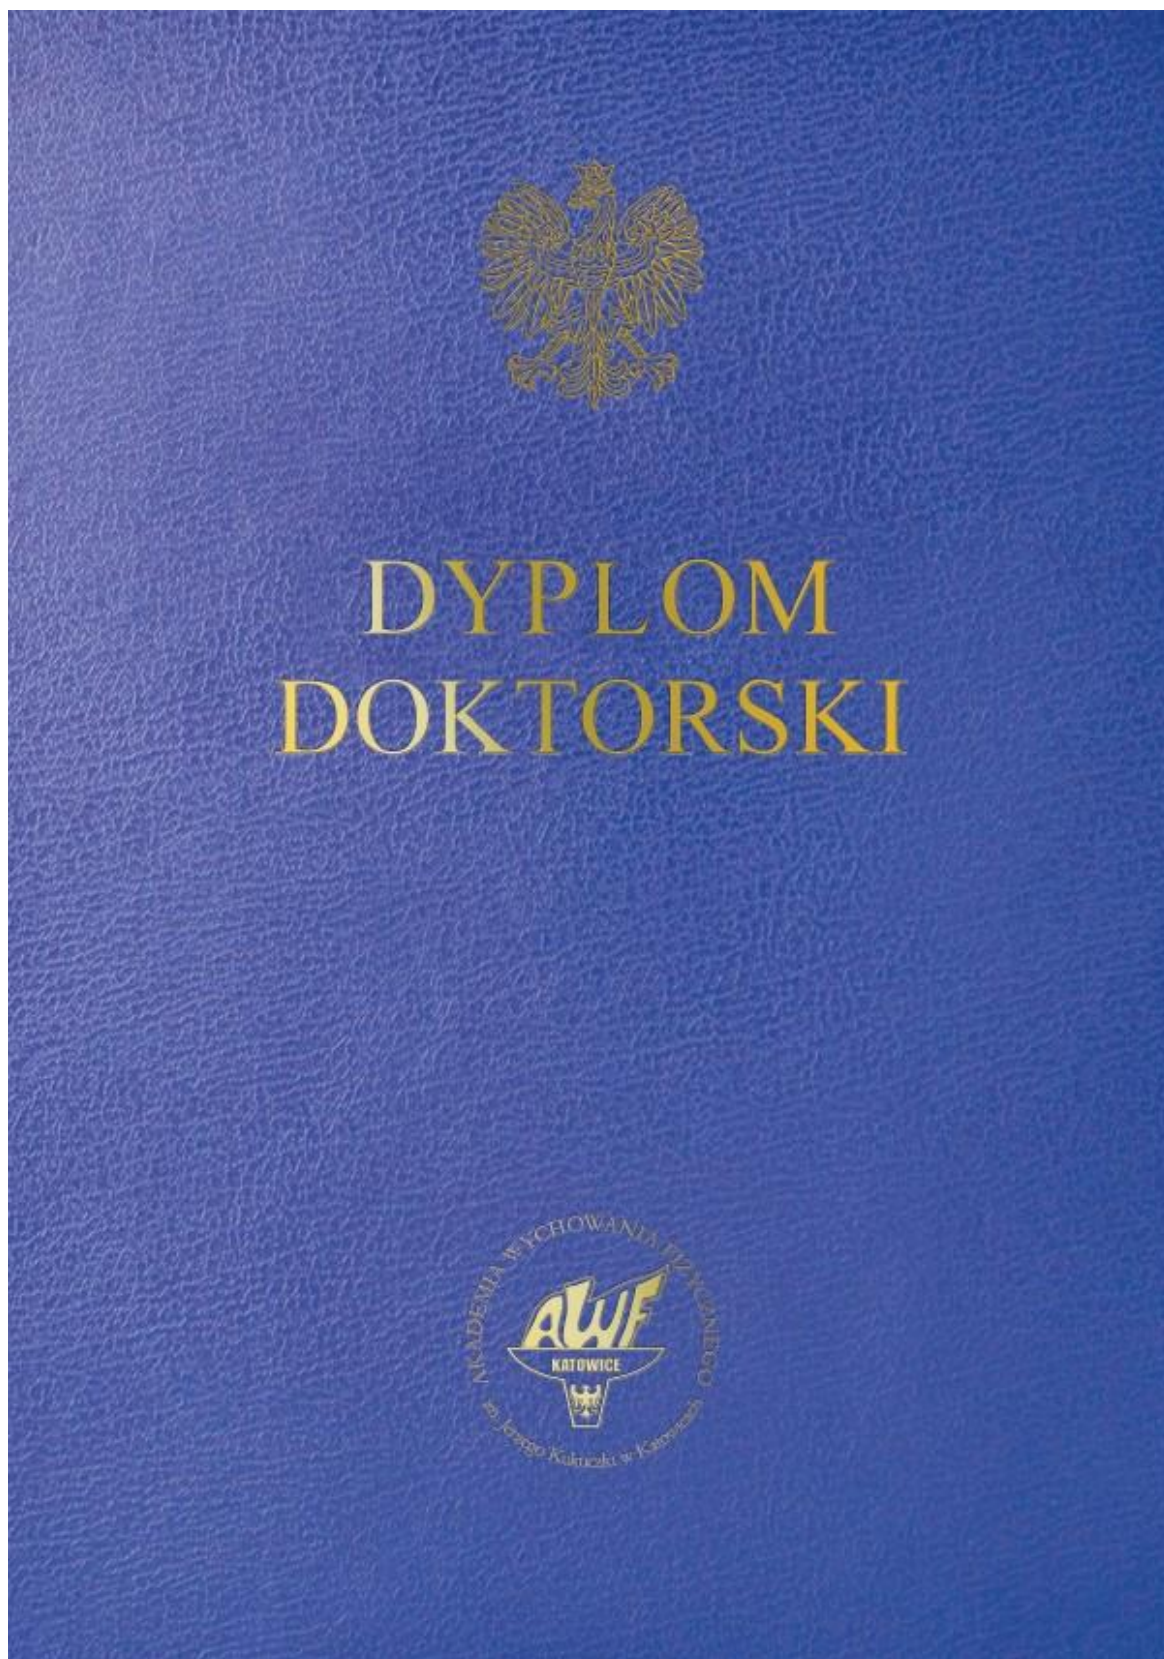 DYPLOM
DOKTORSKI
AKADEMIA WYCHOWANIA FIZYCZNEGO
AWF
KATOWICE
im. Jerzego Kukuczki w Katowicach